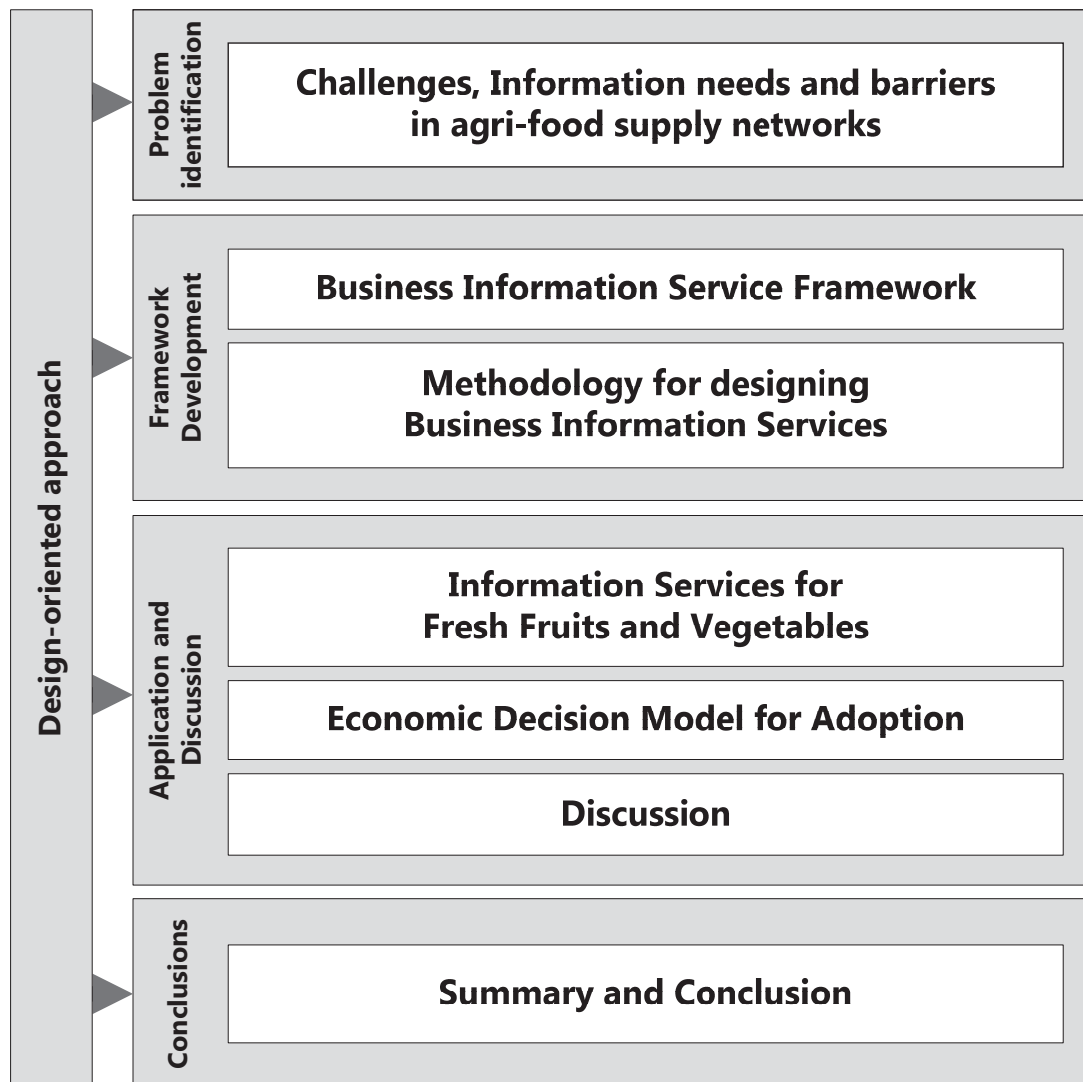 Design-oriented approach
Problem
identification
Challenges, Information needs and barriers
in agri-food supply networks
Framework
Development
Business Information Service Framework
Methodology for designing
Business Information Services
Application and
Discussion
Information Services for
Fresh Fruits and Vegetables
Economic Decision Model for Adoption
Discussion
Conclusions
Summary and Conclusion